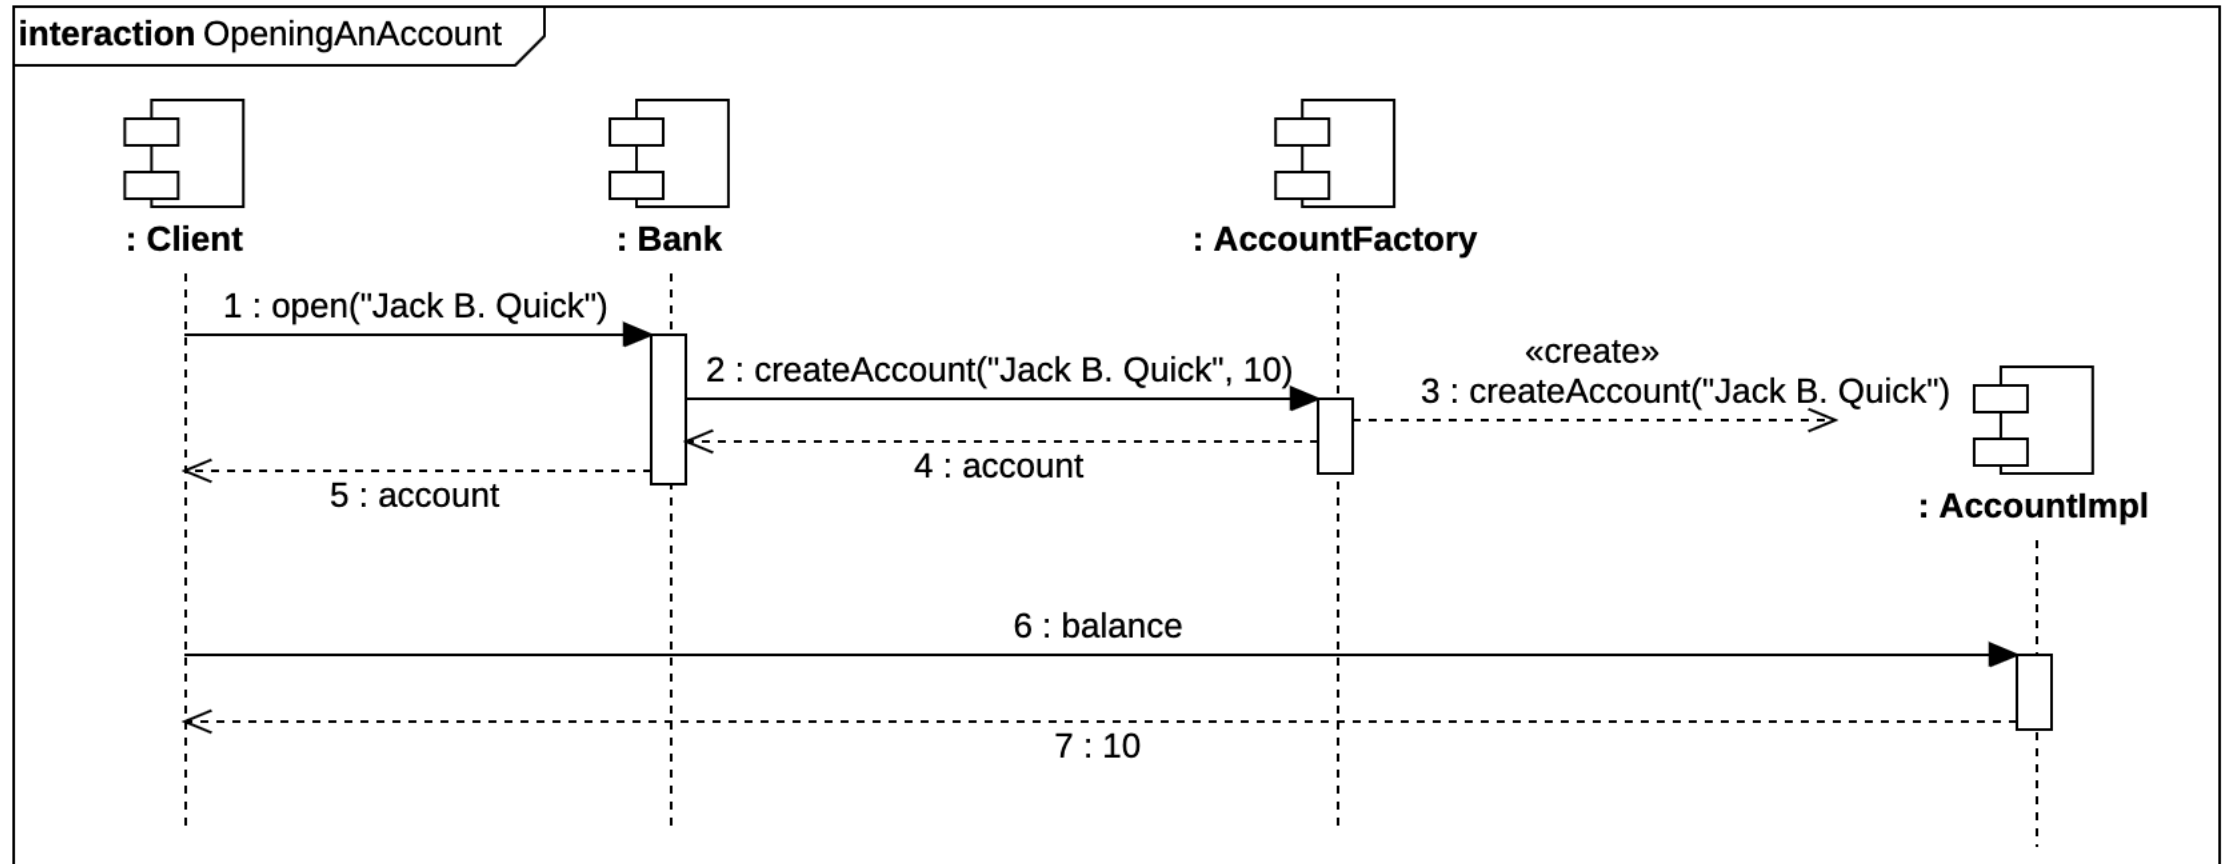 interaction OpeningAnAccount
: Client
: Bank
: AccountFactory
1 : open("Jack B. Quick")
2 : createAccount("Jack B. Quick", 10)
«create»
3 : createAccount("Jack B. Quick")
4 : account
5 : account
: AccountImpl
6 : balance
7 : 10